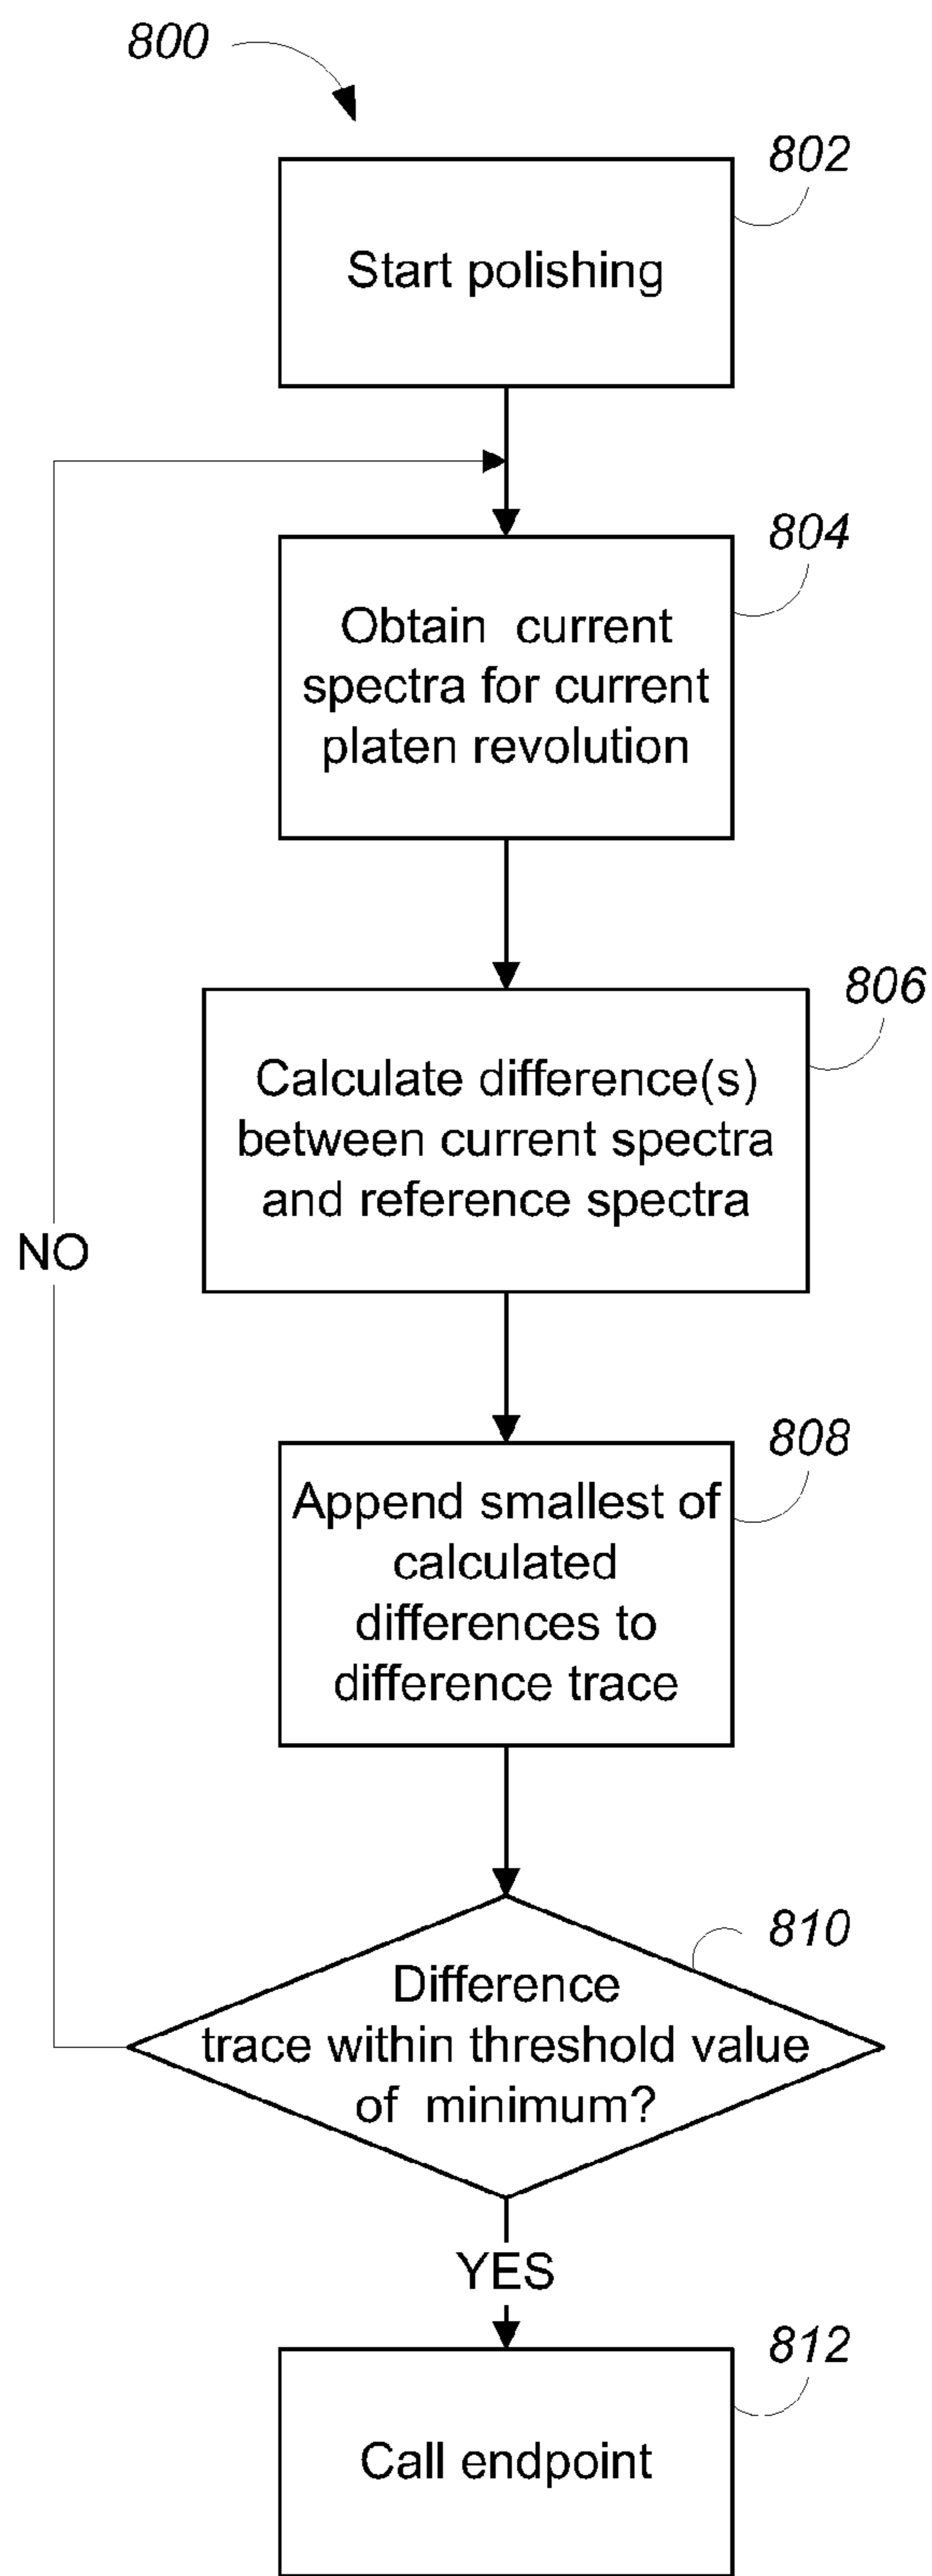 800
802
Start polishing
804
Obtain current
spectra for current
platen revolution
806
Calculate difference(s)
between current spectra
and reference spectra
NO
808
Append smallest of
calculated
differences to
difference trace
810
Difference
trace within threshold value
of minimum?
YES
812
Call endpoint